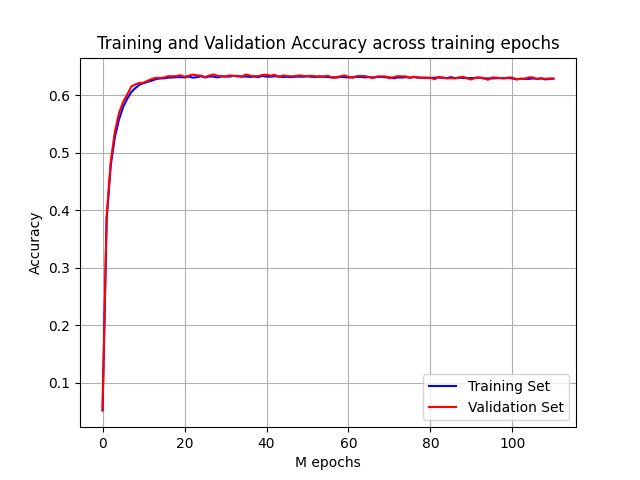 Training and Validation Accuracy across training epochs
Accuracy
0.6
0.5
0.4
0.3
0.2
0.1
0 20 40 60 80 100
M epochs
Training Set
Validation Set